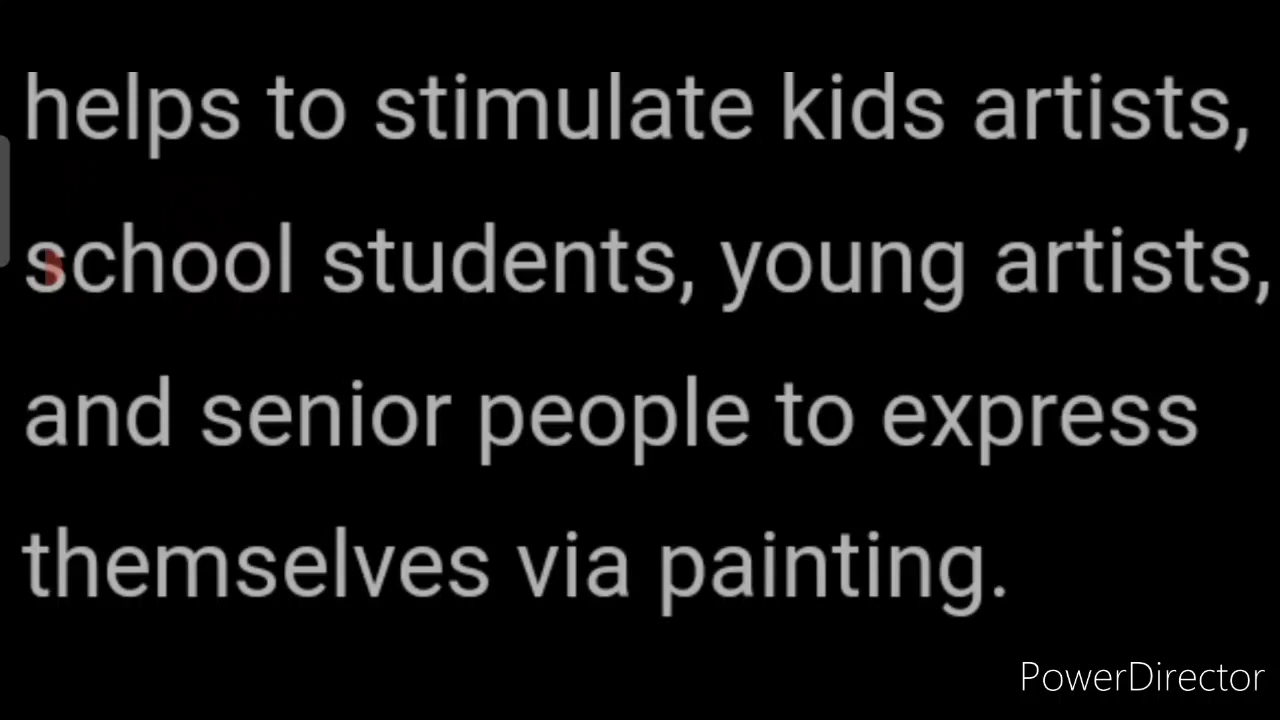 helps to stimulate kids artists,
school students, young artists,
and senior people to express
themselves via painting.
PowerDirector